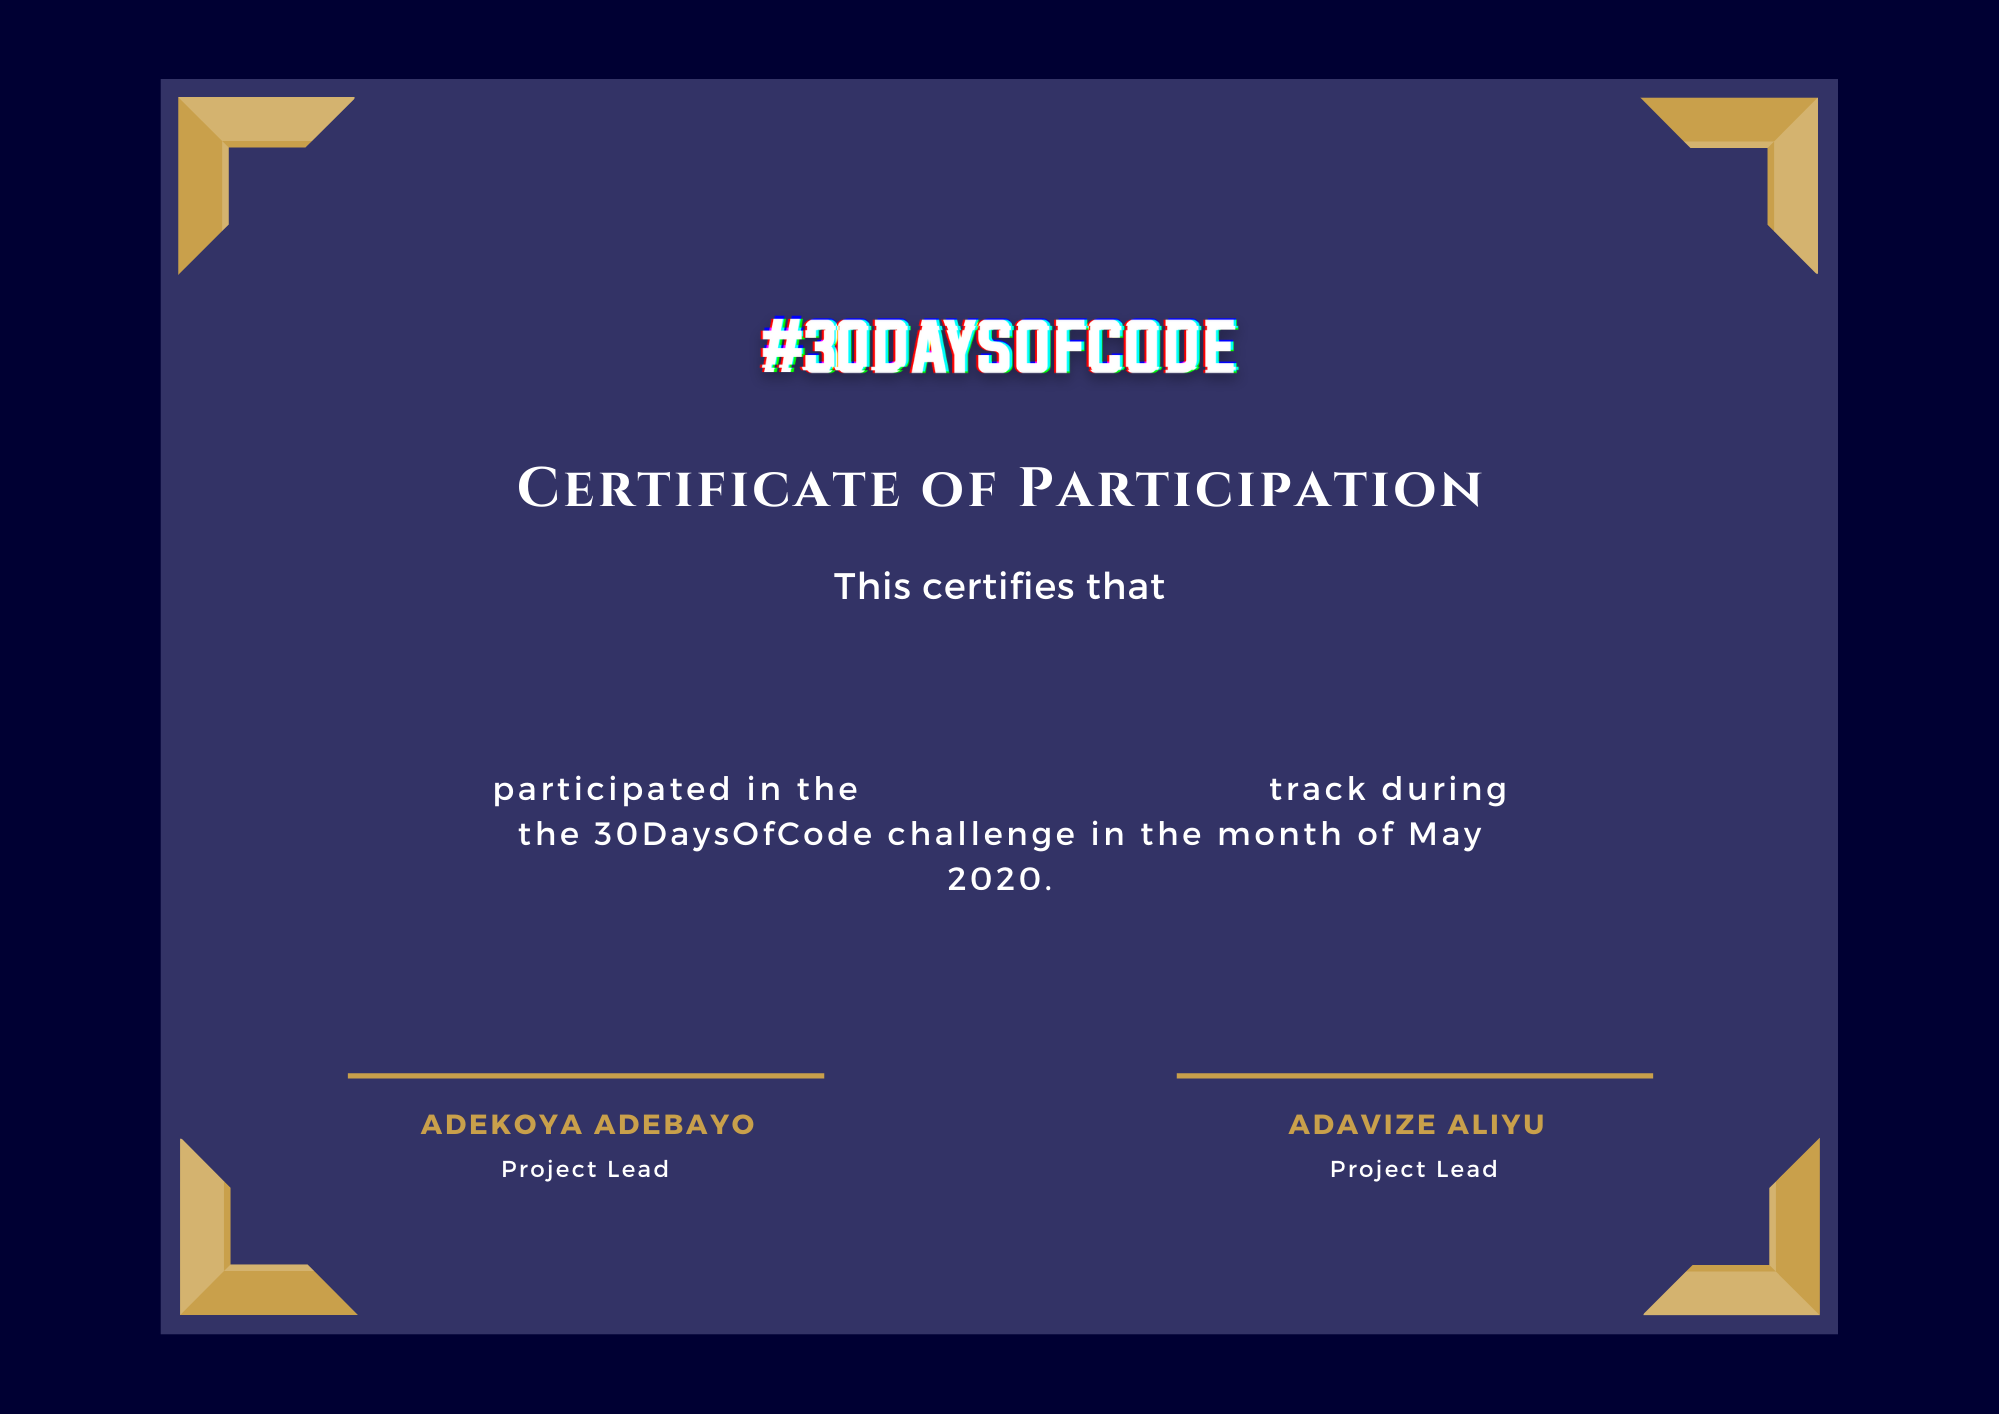 #30DAYSOFCODE
Certificate of Participation
This certifies that
participated in the track during
the 30DaysOfCode challenge in the month of May
2020.
ADEKOYA ADEBAYO
Project Lead
ADAVIZE ALIYU
Project Lead